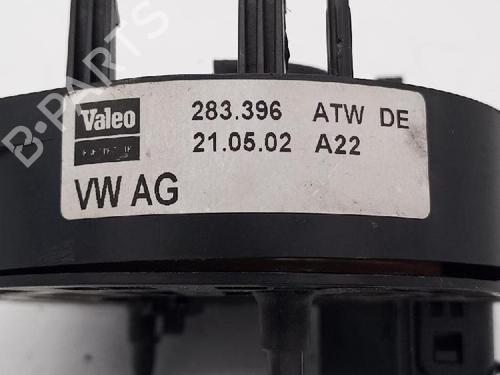 B-PARTS
Valeo 283.396 ATW DE
21.05.02 A22
VW AG